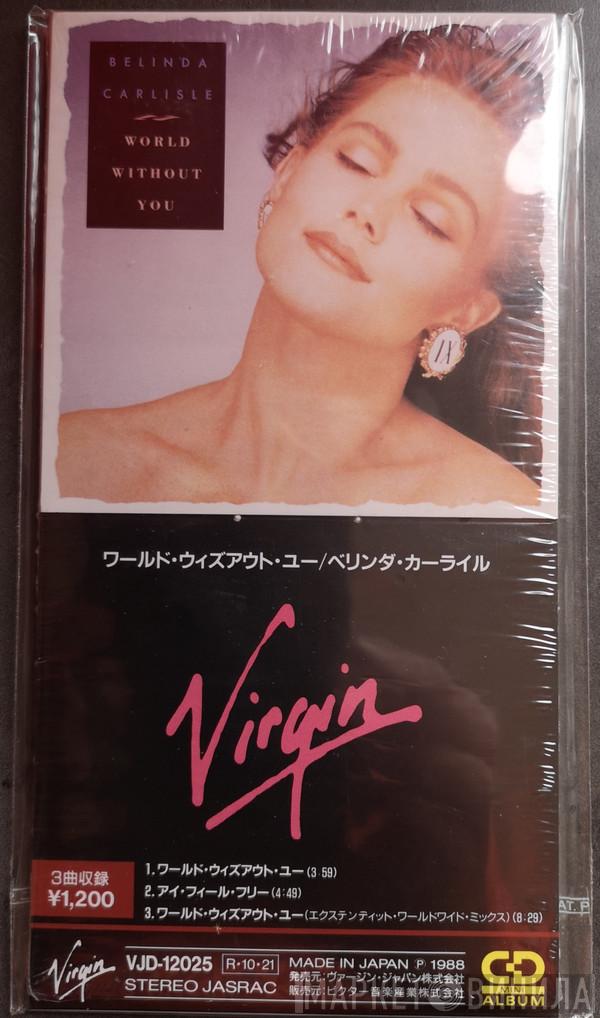 BELINDA
CARLISLE
WORLD
WITHOUT
YOU
IX
ワールド・ウィズアウト・ユー/ベリンダ・カーライル
Virgin
3曲収録
¥1,200
1.ワールド・ウィズアウト・ユー(3:59)
2.アイ・フィール・フリー(4:49)
3.ワールド・ウィズアウト・ユー(エクステンティット・ワールドワイド・ミックス)(8:29)
AT. P
Virgin
VJD-12025 R・10・21
STEREO JASRAC
MADE IN JAPAN Ⓟ 1988
発売元:ヴァージン・ジャパン株式会社
販売元:ビクター音楽産業株式会社
CD
MINI
ALBUM
МАРКЕТ ВИНИЛА